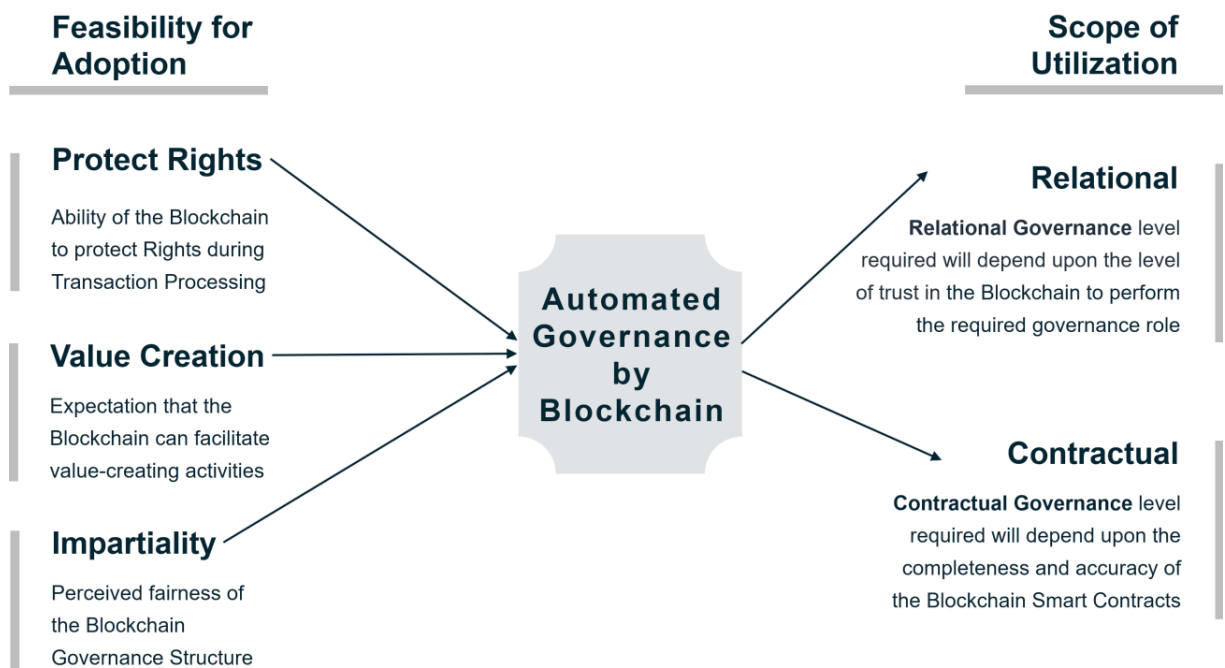 Feasibility for
Adoption
Protect Rights
Ability of the Blockchain
to protect Rights during
Transaction Processing
Value Creation
Expectation that the
Blockchain can facilitate
value-creating activities
Impartiality
Perceived fairness of
the Blockchain
Governance Structure
Automated
Governance
by
Blockchain
Scope of
Utilization
Relational
Relational Governance level
required will depend upon the level
of trust in the Blockchain to perform
the required governance role
Contractual
Contractual Governance level
required will depend upon the
completeness and accuracy of
the Blockchain Smart Contracts